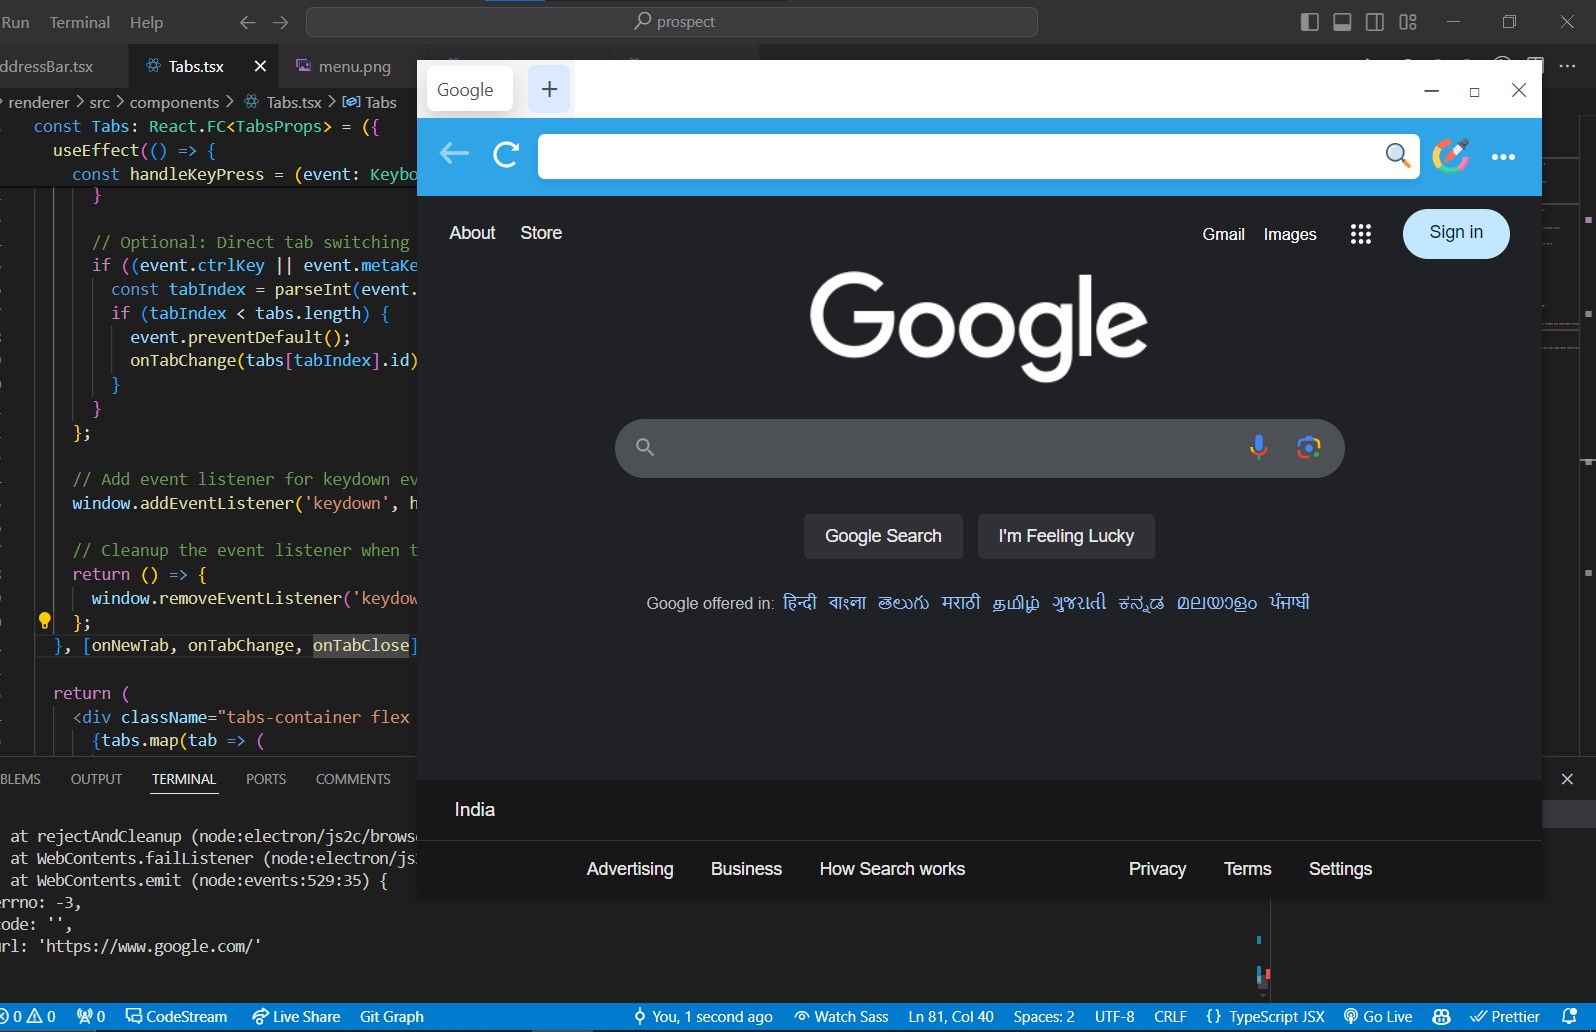 Run Terminal Help
prospect
ddressBar.tsx
Tabs.tsx
menu.png
renderer > src > components > Tabs.tsx > Tabs
const Tabs: React.FC<TabsProps> = ({
useEffect(() => {
const handleKeyPress = (event: Keybo
}
// Optional: Direct tab switching
if ((event.ctrlKey || event.metaKe
const tabIndex = parseInt(event.
if (tabIndex < tabs.length) {
event.preventDefault();
onTabChange(tabs[tabIndex].id)
}
}
};
// Add event listener for keydown ev
window.addEventListener('keydown', h
// Cleanup the event listener when t
return () => {
window.removeEventListener('keydow
};
}, [onNewTab, onTabChange, onTabClose]
return (
<div className="tabs-container flex
{tabs.map(tab => (
Google
+
About Store
Gmail Images
Sign in
Google
Google Search
I'm Feeling Lucky
Google offered in: हिन्दी বাংলা తెలుగు मराठी தமிழ் ગુજરાતી ಕನ್ನಡ മലയാളം ਪੰਜਾਬੀ
India
Advertising Business How Search works
Privacy Terms Settings
BLEMS OUTPUT TERMINAL PORTS COMMENTS
at rejectAndCleanup (node:electron/js2c/brows
at WebContents.failListener (node:electron/js
at WebContents.emit (node:events:529:35) {
errno: -3,
code: '',
url: 'https://www.google.com/'
0 0 0 CodeStream Live Share Git Graph
You, 1 second ago Watch Sass Ln 81, Col 40 Spaces: 2 UTF-8 CRLF {} TypeScript JSX Go Live Prettier